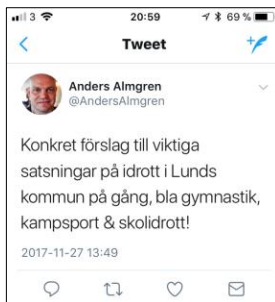 3 20:59 69 %
Tweet
Anders Almgren
@AndersAlmgren
Konkret förslag till viktiga
satsningar på idrott i Lunds
kommun på gång, bla gymnastik,
kampsport & skolidrott!
2017-11-27 13:49